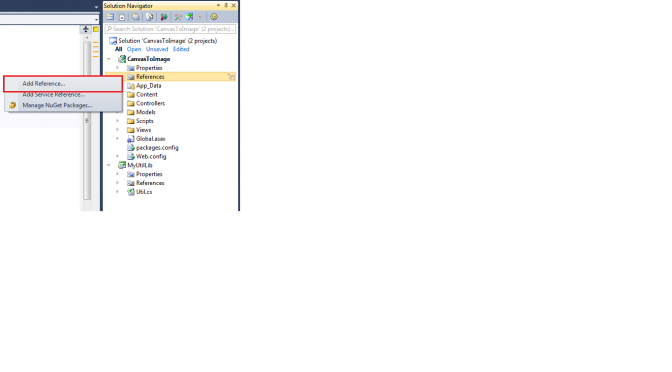 Solution Navigator
Search Solution 'CanvasToImage' (2 projects)...
Solution 'CanvasToImage' (2 projects)
All Open Unsaved Edited
CanvasToImage
Properties
References
App_Data
Content
Controllers
Models
Scripts
Views
Global.asax
packages.config
Web.config
MyUtilLib
Properties
References
Util.cs
Add Reference...
Add Service Reference...
Manage NuGet Packages...